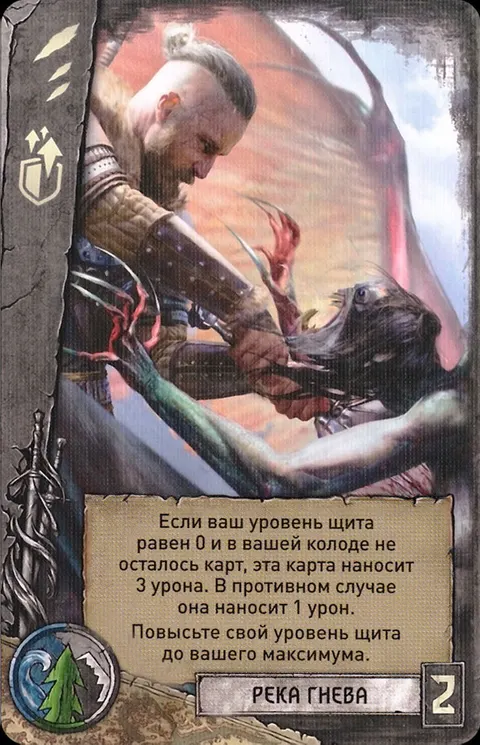 Если ваш уровень щита
равен 0 и в вашей колоде не
осталось карт, эта карта наносит
3 урона. В противном случае
она наносит 1 урон.
Повысьте свой уровень щита
до вашего максимума.
РЕКА ГНЕВА
2